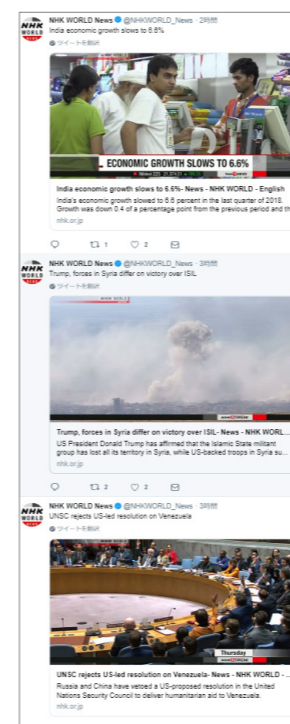 NHK WORLD NEWS
NHK WORLD News @NHKWORLD_News · 2時間
India economic growth slows to 6.6%
ツイートを翻訳
ECONOMIC GROWTH SLOWS TO 6.6%
India economic growth slows to 6.6%- News - NHK WORLD - English
India's economic growth slowed to 6.6 percent in the last quarter of 2018.
Growth was down 0.4 of a percentage point from the previous period and th
nhk.or.jp
1 2
NHK WORLD NEWS
NHK WORLD News @NHKWORLD_News · 3時間
Trump, forces in Syria differ on victory over ISIL
ツイートを翻訳
Trump, forces in Syria differ on victory over ISIL- News - NHK WORL...
US President Donald Trump has affirmed that the Islamic State militant
group has lost all its territory in Syria, while US-backed troops in Syria su...
nhk.or.jp
2 2
NHK WORLD NEWS
NHK WORLD News @NHKWORLD_News · 3時間
UNSC rejects US-led resolution on Venezuela
ツイートを翻訳
Thursday
UNSC rejects US-led resolution on Venezuela- News - NHK WORLD - ...
Russia and China have vetoed a US-proposed resolution in the United
Nations Security Council to deliver humanitarian aid to Venezuela.
nhk.or.jp